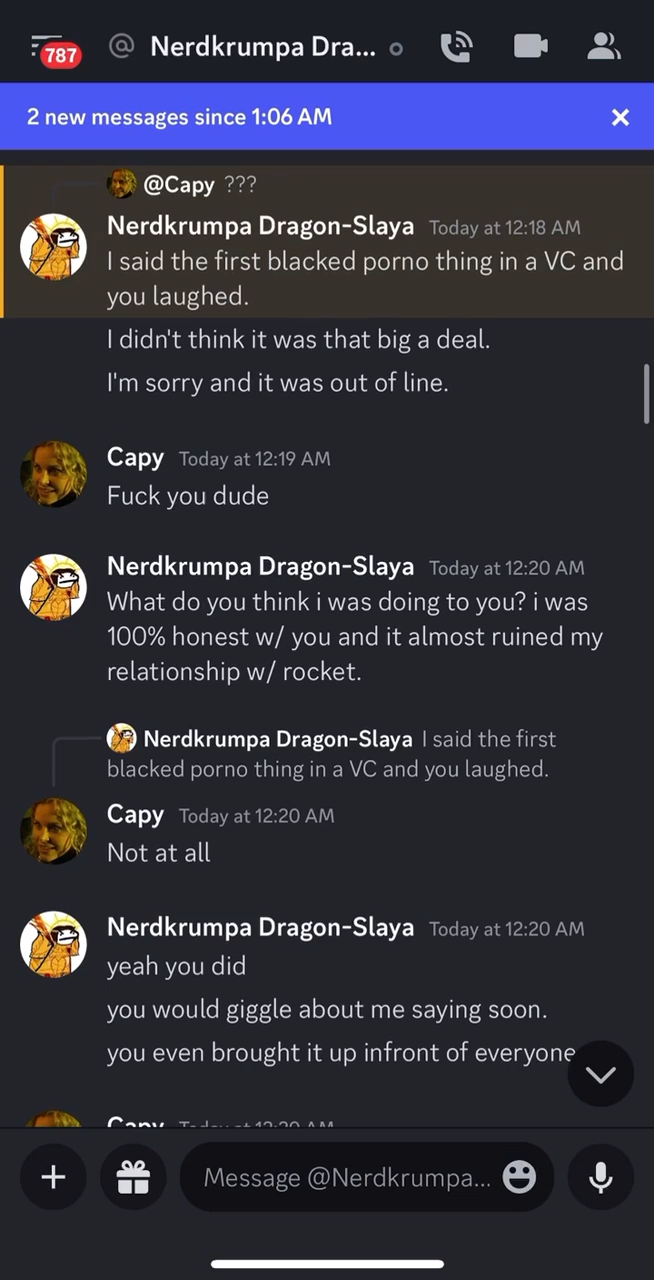 787
@ Nerdkrumpa Dra...
2 new messages since 1:06 AM
@Capy ???
Nerdkrumpa Dragon-Slaya Today at 12:18 AM
I said the first blacked porno thing in a VC and
you laughed.
I didn't think it was that big a deal.
I'm sorry and it was out of line.
Capy Today at 12:19 AM
Fuck you dude
Nerdkrumpa Dragon-Slaya Today at 12:20 AM
What do you think i was doing to you? i was
100% honest w/ you and it almost ruined my
relationship w/ rocket.
Nerdkrumpa Dragon-Slaya I said the first
blacked porno thing in a VC and you laughed.
Capy Today at 12:20 AM
Not at all
Nerdkrumpa Dragon-Slaya Today at 12:20 AM
yeah you did
you would giggle about me saying soon.
you even brought it up infront of everyone
Capy Today at 12:20 AM
Message @Nerdkrumpa...